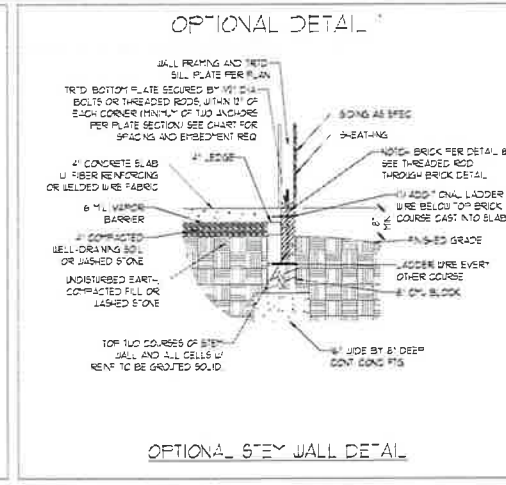 OPTIONAL DETAIL
WALL FRAMING AND TRTD
SILL PLATE PER PLAN
TRTD BOTTOM PLATE SECURED BY 1/2" DIA
BOLTS OR THREADED RODS, WITHIN 12" OF
EACH CORNER (MINIMUM OF TWO ANCHORS
PER PLATE SECTION) SEE CHART FOR
SPACING AND EMBEDMENT REQ
4" LEDGE
4" CONCRETE SLAB
W/ FIBER REINFORCING
OR WELDED WIRE FABRIC
6 MIL VAPOR
BARRIER
4" COMPACTED
WELL-DRAINING SOIL
OR WASHED STONE
UNDISTURBED EARTH,
COMPACTED FILL OR
WASHED STONE
TOP TWO COURSES OF STEM
WALL AND ALL CELLS W/
REINF TO BE GROUTED SOLID.
SIDING AS SPEC
SHEATHING
NOTCH BRICK PER DETAIL
SEE THREADED ROD
THROUGH BRICK DETAIL
(1) ADDITIONAL LADDER
WIRE BELOW TOP BRICK
COURSE CAST INTO SLAB
8"
MIN.
FINISHED GRADE
LADDER WIRE EVERY
OTHER COURSE
8" CMU BLOCK
16" WIDE BY 8" DEEP
CONT. CONC FTG
OPTIONAL STEM WALL DETAIL